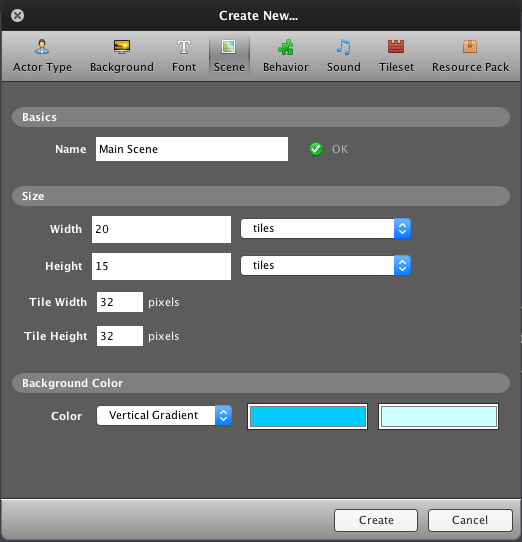 Create New...
Actor Type Background Font Scene Behavior Sound Tileset Resource Pack
Basics
Name Main Scene OK
Size
Width 20 tiles
Height 15 tiles
Tile Width 32 pixels
Tile Height 32 pixels
Background Color
Color Vertical Gradient
Create Cancel